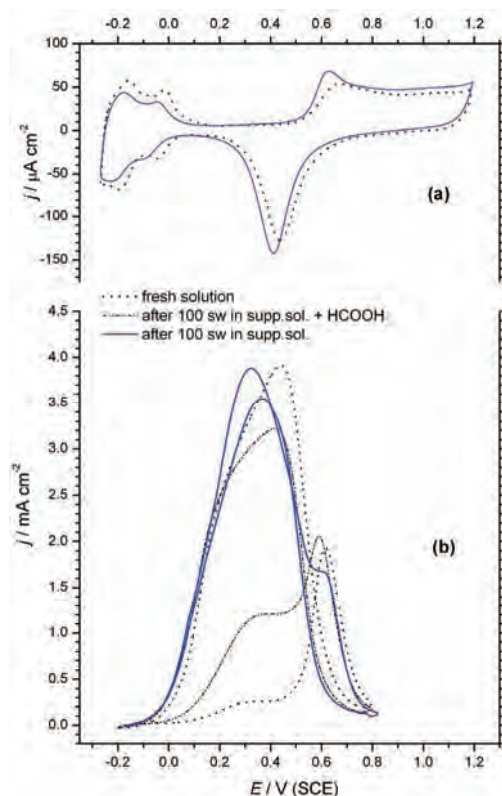 -0.2 0.0 0.2 0.4 0.6 0.8 1.0 1.2
100
50
0
-50
-100
-150
j / μA cm⁻²
(a)
fresh solution
after 100 sw in supp.sol. + HCOOH
after 100 sw in supp.sol.
4.5
4.0
3.5
3.0
2.5
2.0
1.5
1.0
0.5
0.0
j / mA cm⁻²
(b)
-0.2 0.0 0.2 0.4 0.6 0.8 1.0 1.2
E / V (SCE)